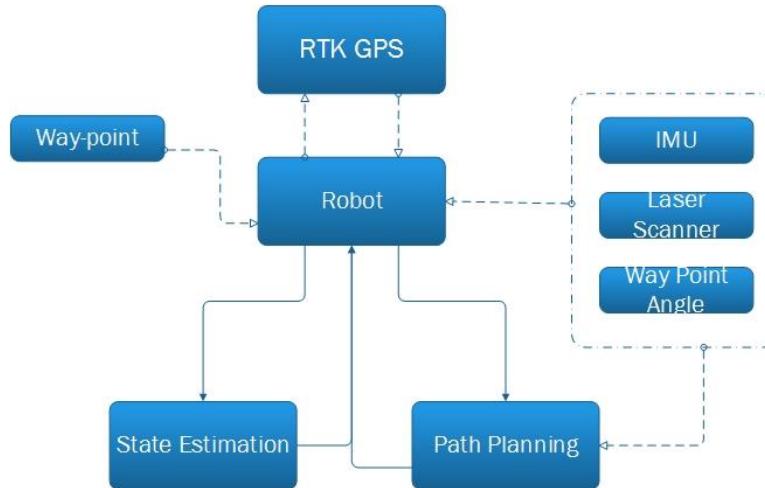 RTK GPS
Way-point
Robot
IMU
Laser
Scanner
Way Point
Angle
State Estimation
Path Planning